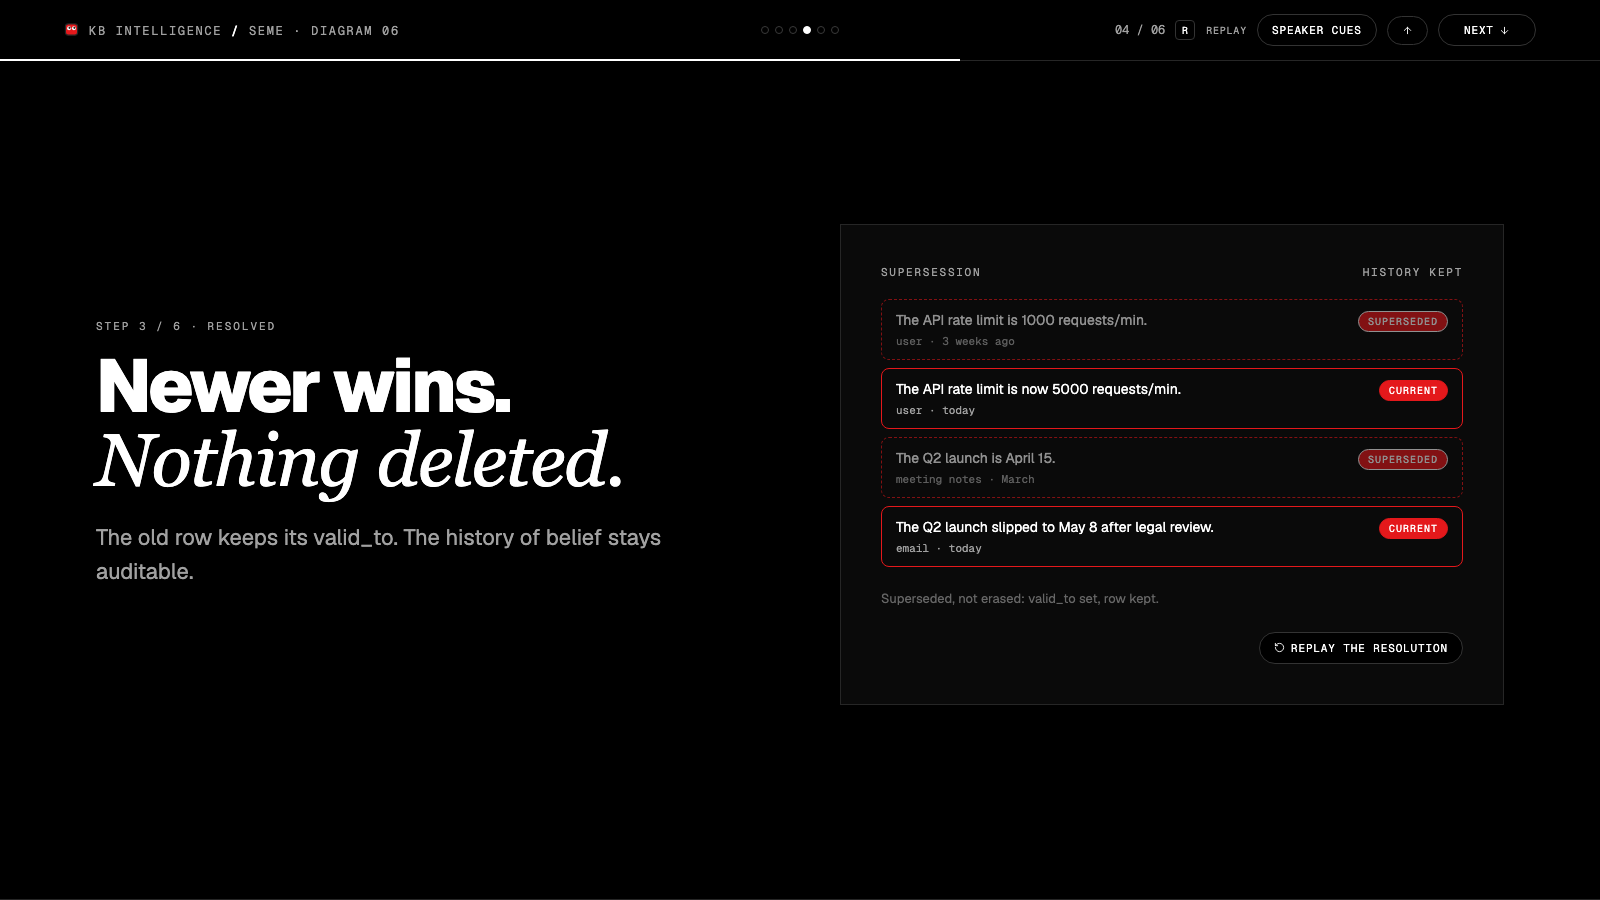 KB INTELLIGENCE / SEME · DIAGRAM 06
04 / 06 R REPLAY SPEAKER CUES ↑ NEXT ↓
STEP 3 / 6 · RESOLVED
Newer wins.
Nothing deleted.
The old row keeps its valid_to. The history of belief stays
auditable.
SUPERSESSION HISTORY KEPT
The API rate limit is 1000 requests/min. SUPERSEDED
user · 3 weeks ago
The API rate limit is now 5000 requests/min. CURRENT
user · today
The Q2 launch is April 15. SUPERSEDED
meeting notes · March
The Q2 launch slipped to May 8 after legal review. CURRENT
email · today
Superseded, not erased: valid_to set, row kept.
REPLAY THE RESOLUTION